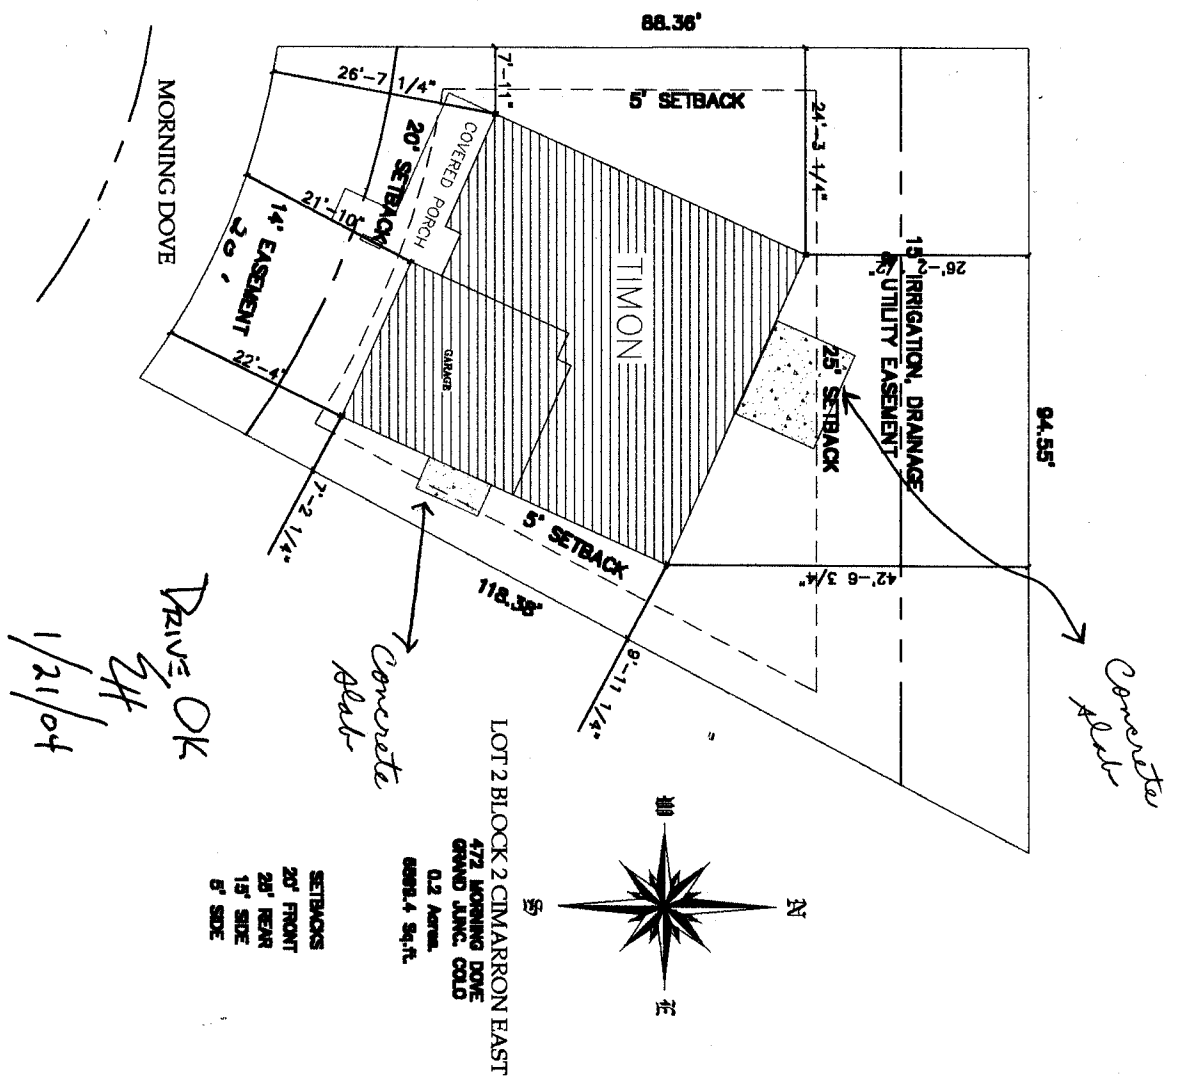 88.36'
26'-7 1/4"
7'-11"
5' SETBACK
24'-3 1/4"
MORNING DOVE
COVERED PORCH
20' SETBACK
21'-10"
14' EASEMENT
20'
22'-4"
TIMON
GARAGE
26'-2 1/2"
15' IRRIGATION, DRAINAGE
& UTILITY EASEMENT
25' SETBACK
94.55'
7'-2 1/4"
5' SETBACK
118.38'
42'-6 3/4"
9'-11 1/4"
Concrete
slab
Concrete
slab
DRIVE OK
1/21/04
LOT 2 BLOCK 2 CIMARRON EAST
472 MORNING DOVE
GRAND JUNC. COLO
0.2 Acres.
Sq.ft.
SETBACKS
20' FRONT
25' REAR
15' SIDE
5' SIDE
N
E
S
W